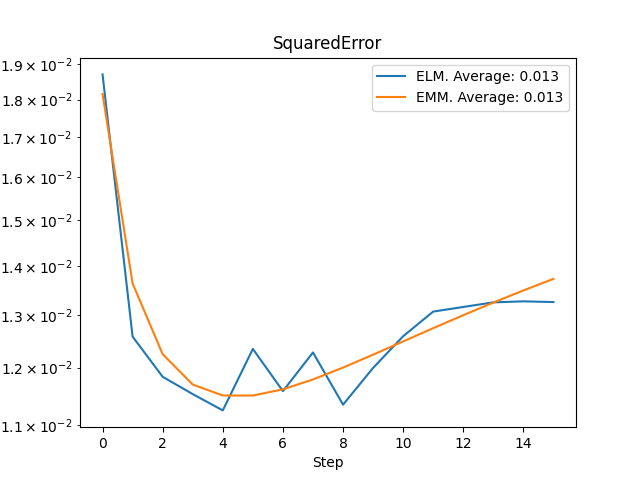 SquaredError
ELM. Average: 0.013
EMM. Average: 0.013
1.9 × 10⁻²
1.8 × 10⁻²
1.7 × 10⁻²
1.6 × 10⁻²
1.5 × 10⁻²
1.4 × 10⁻²
1.3 × 10⁻²
1.2 × 10⁻²
1.1 × 10⁻²
0 2 4 6 8 10 12 14
Step